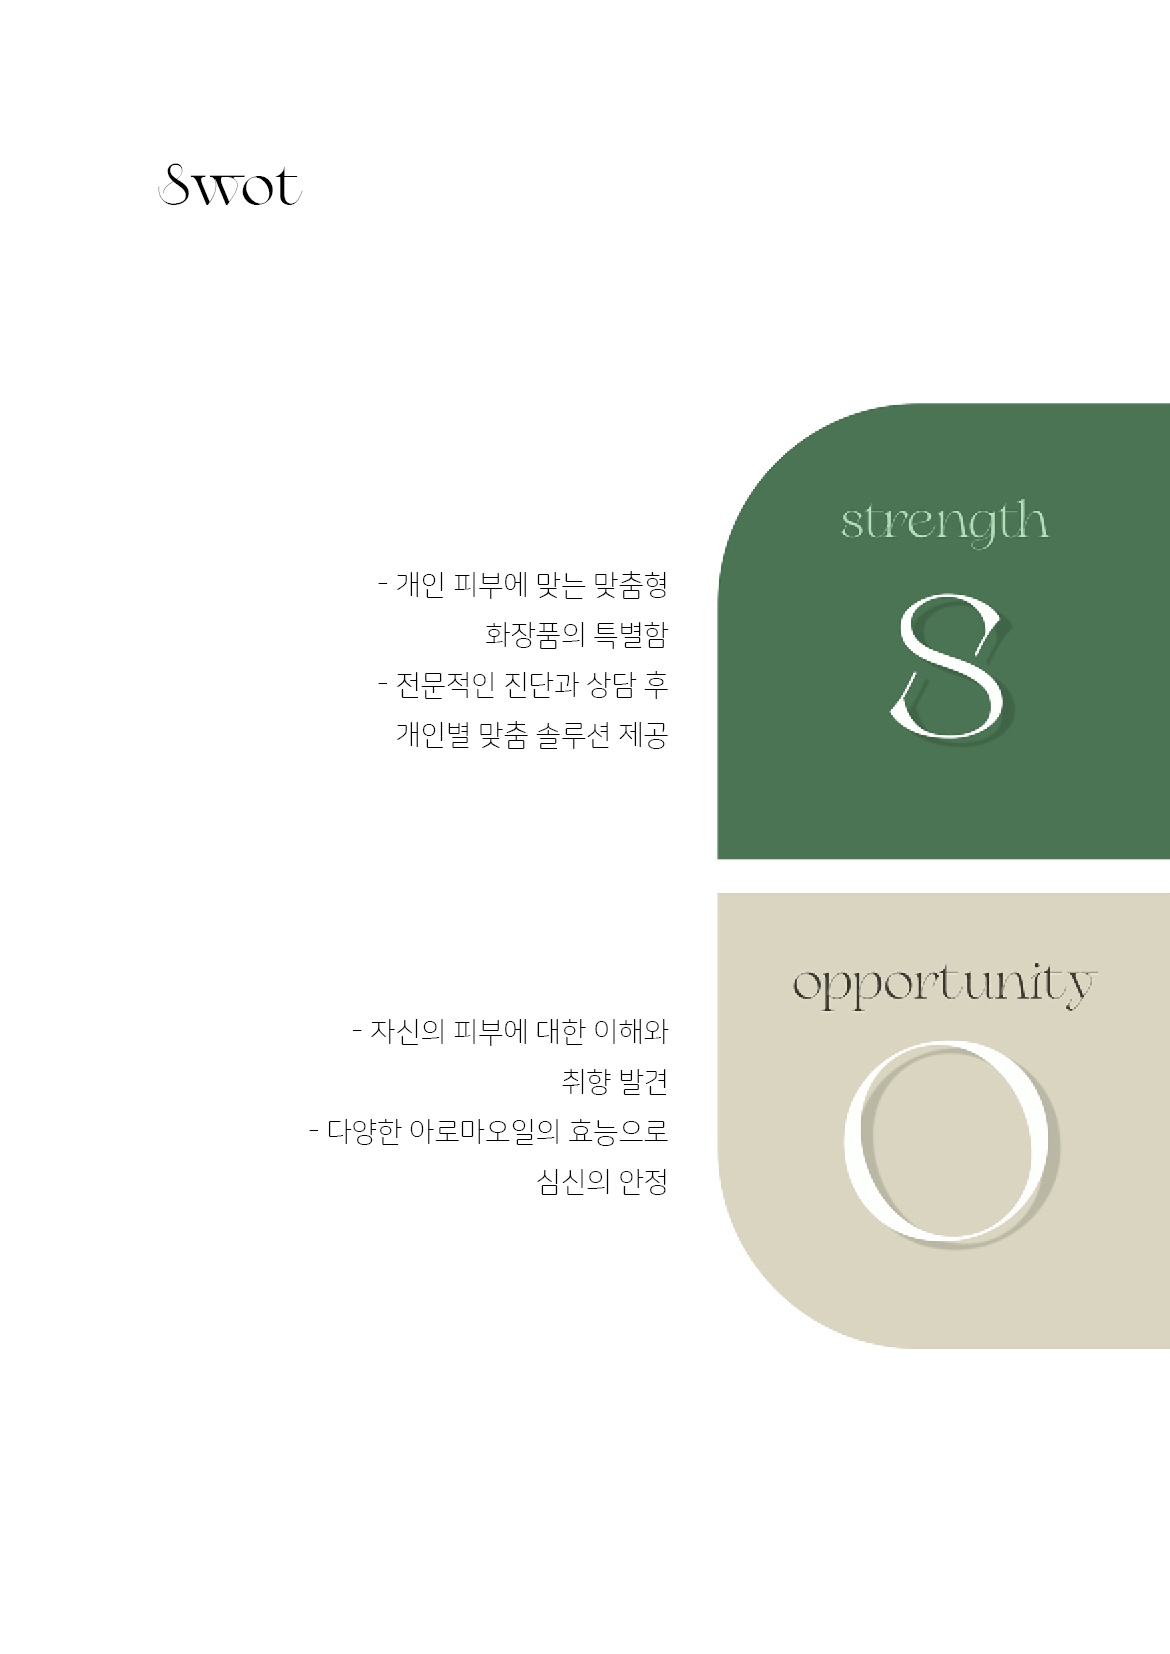 Swot
strength
S
- 개인 피부에 맞는 맞춤형
화장품의 특별함
- 전문적인 진단과 상담 후
개인별 맞춤 솔루션 제공
opportunity
O
- 자신의 피부에 대한 이해와
취향 발견
- 다양한 아로마오일의 효능으로
심신의 안정